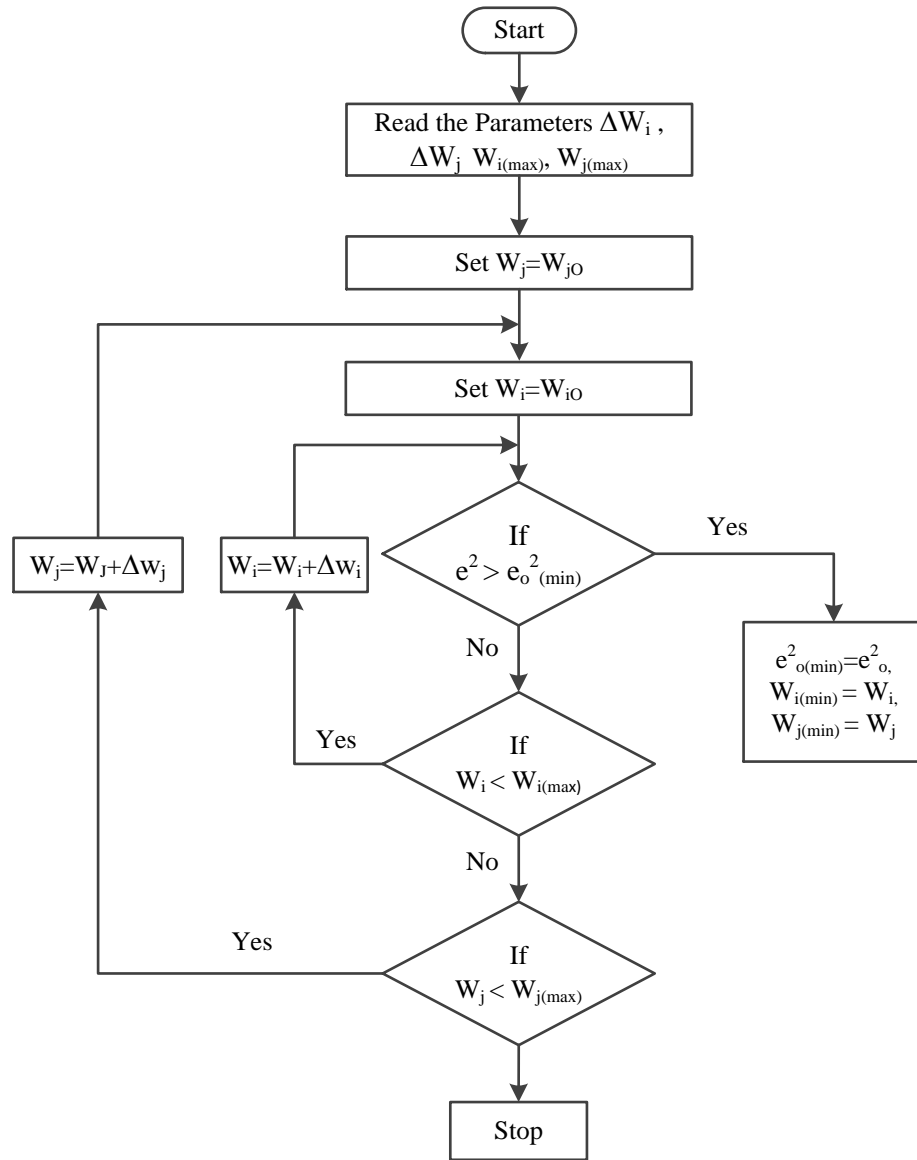 Start
Read the Parameters ΔWᵢ ,
ΔWⱼ Wᵢ₍ₘₐₓ₎, Wⱼ₍ₘₐₓ₎
Set Wⱼ=WⱼO
Set Wᵢ=WᵢO
If
e² > eₒ²₍ₘᵢₙ₎
Yes
Wⱼ=WJ+Δwⱼ
Wᵢ=Wᵢ+Δwᵢ
No
e²ₒ₍ₘᵢₙ₎=e²ₒ,
Wᵢ₍ₘᵢₙ₎ = Wᵢ,
Wⱼ₍ₘᵢₙ₎ = Wⱼ
Yes
If
Wᵢ < Wᵢ₍ₘₐₓ₎
No
Yes
If
Wⱼ < Wⱼ₍ₘₐₓ₎
Stop